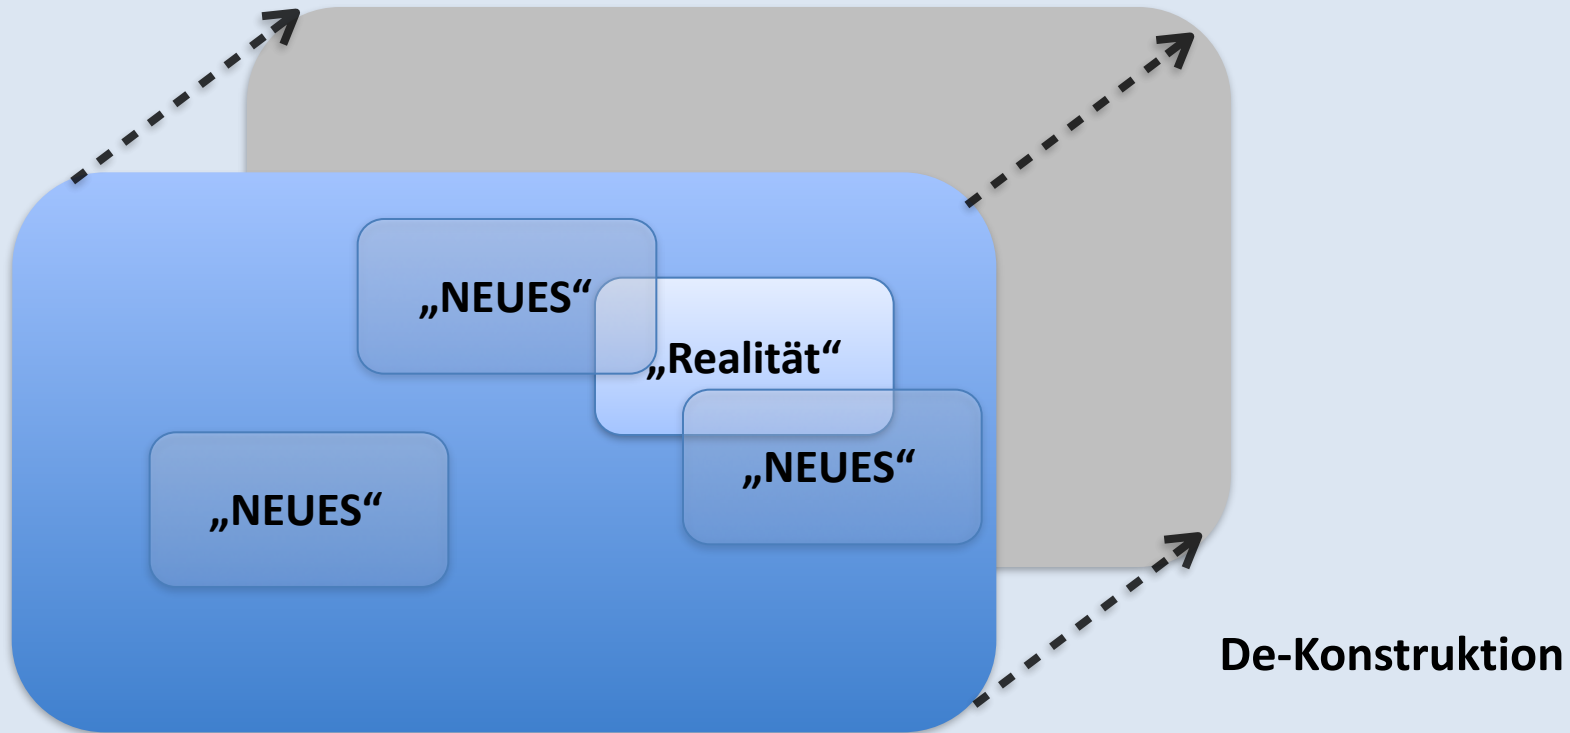 „NEUES“
„Realität“
„NEUES“
„NEUES“
De-Konstruktion